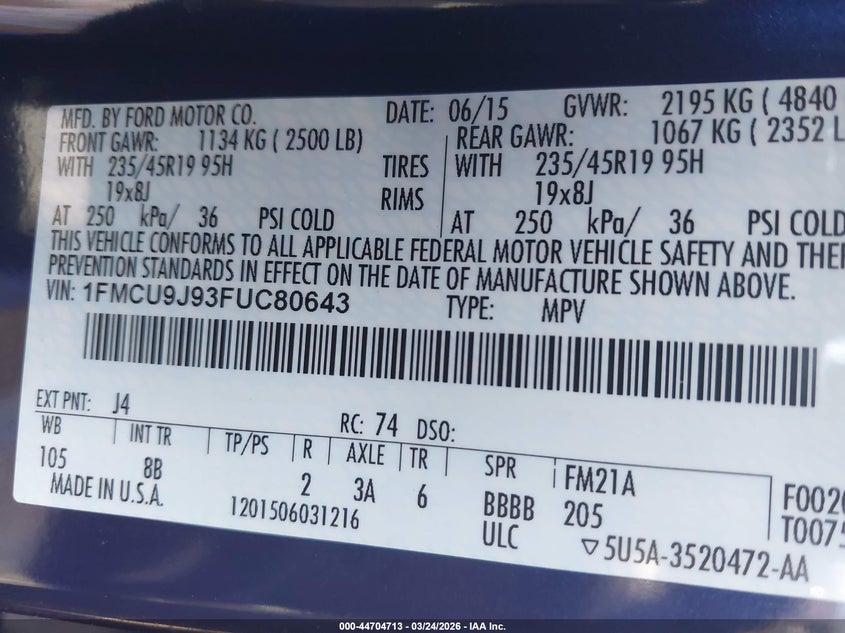 MFD. BY FORD MOTOR CO. DATE: 06/15 GVWR: 2195 KG ( 4840
FRONT GAWR: 1134 KG ( 2500 LB) REAR GAWR: 1067 KG ( 2352 L
WITH 235/45R19 95H TIRES WITH 235/45R19 95H
19x8J RIMS 19x8J
AT 250 kPa/ 36 PSI COLD AT 250 kPa/ 36 PSI COLD
THIS VEHICLE CONFORMS TO ALL APPLICABLE FEDERAL MOTOR VEHICLE SAFETY AND THEF
PREVENTION STANDARDS IN EFFECT ON THE DATE OF MANUFACTURE SHOWN ABOVE.
VIN: 1FMCU9J93FUC80643 TYPE: MPV
EXT PNT: J4 RC: 74 DSO:
WB INT TR TP/PS R AXLE TR SPR FM21A
105 8B 2 3A 6 BBBB 205 F002
MADE IN U.S.A. 1201506031216 ULC T0075
▽5U5A-3520472-AA
000-44704713 - 03/24/2026 - IAA Inc.